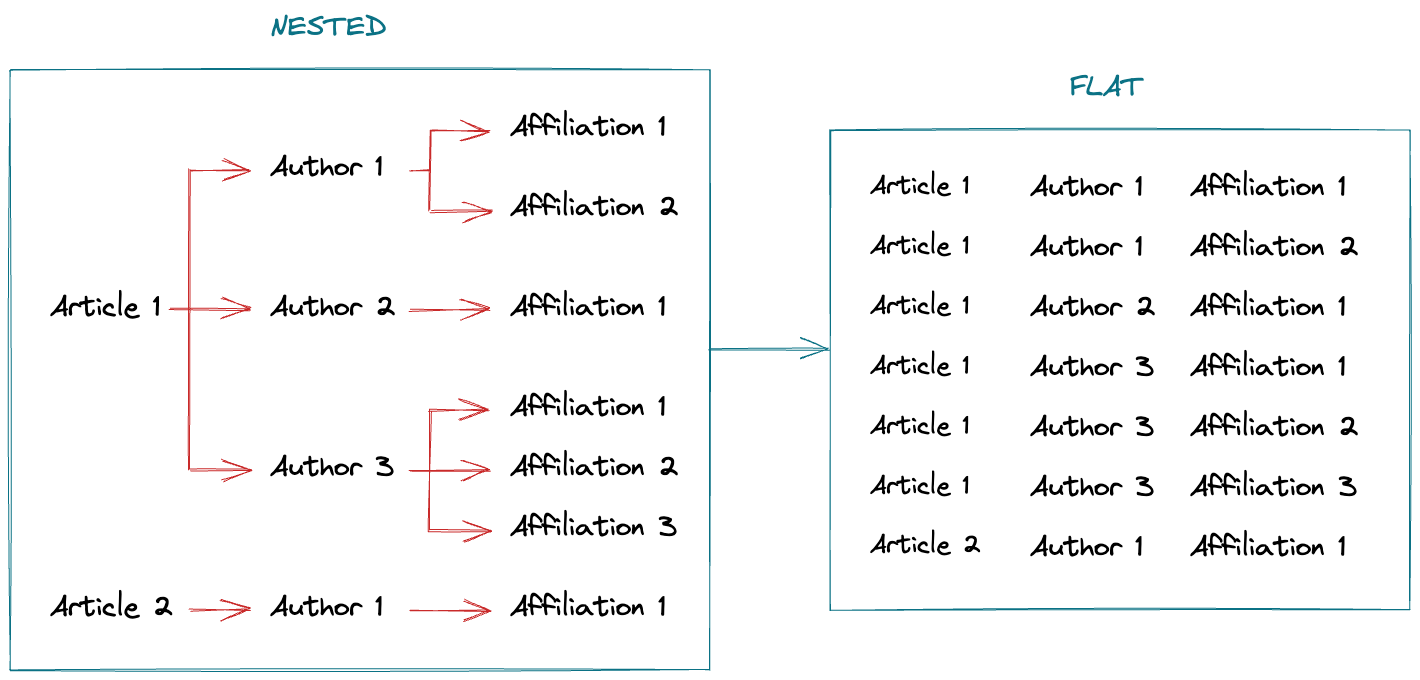 NESTED
Affiliation 1
Author 1
Affiliation 2
Article 1 Author 2 Affiliation 1
Affiliation 1
Author 3 Affiliation 2
Affiliation 3
Article 2 Author 1 Affiliation 1
FLAT
Article 1 Author 1 Affiliation 1
Article 1 Author 1 Affiliation 2
Article 1 Author 2 Affiliation 1
Article 1 Author 3 Affiliation 1
Article 1 Author 3 Affiliation 2
Article 1 Author 3 Affiliation 3
Article 2 Author 1 Affiliation 1